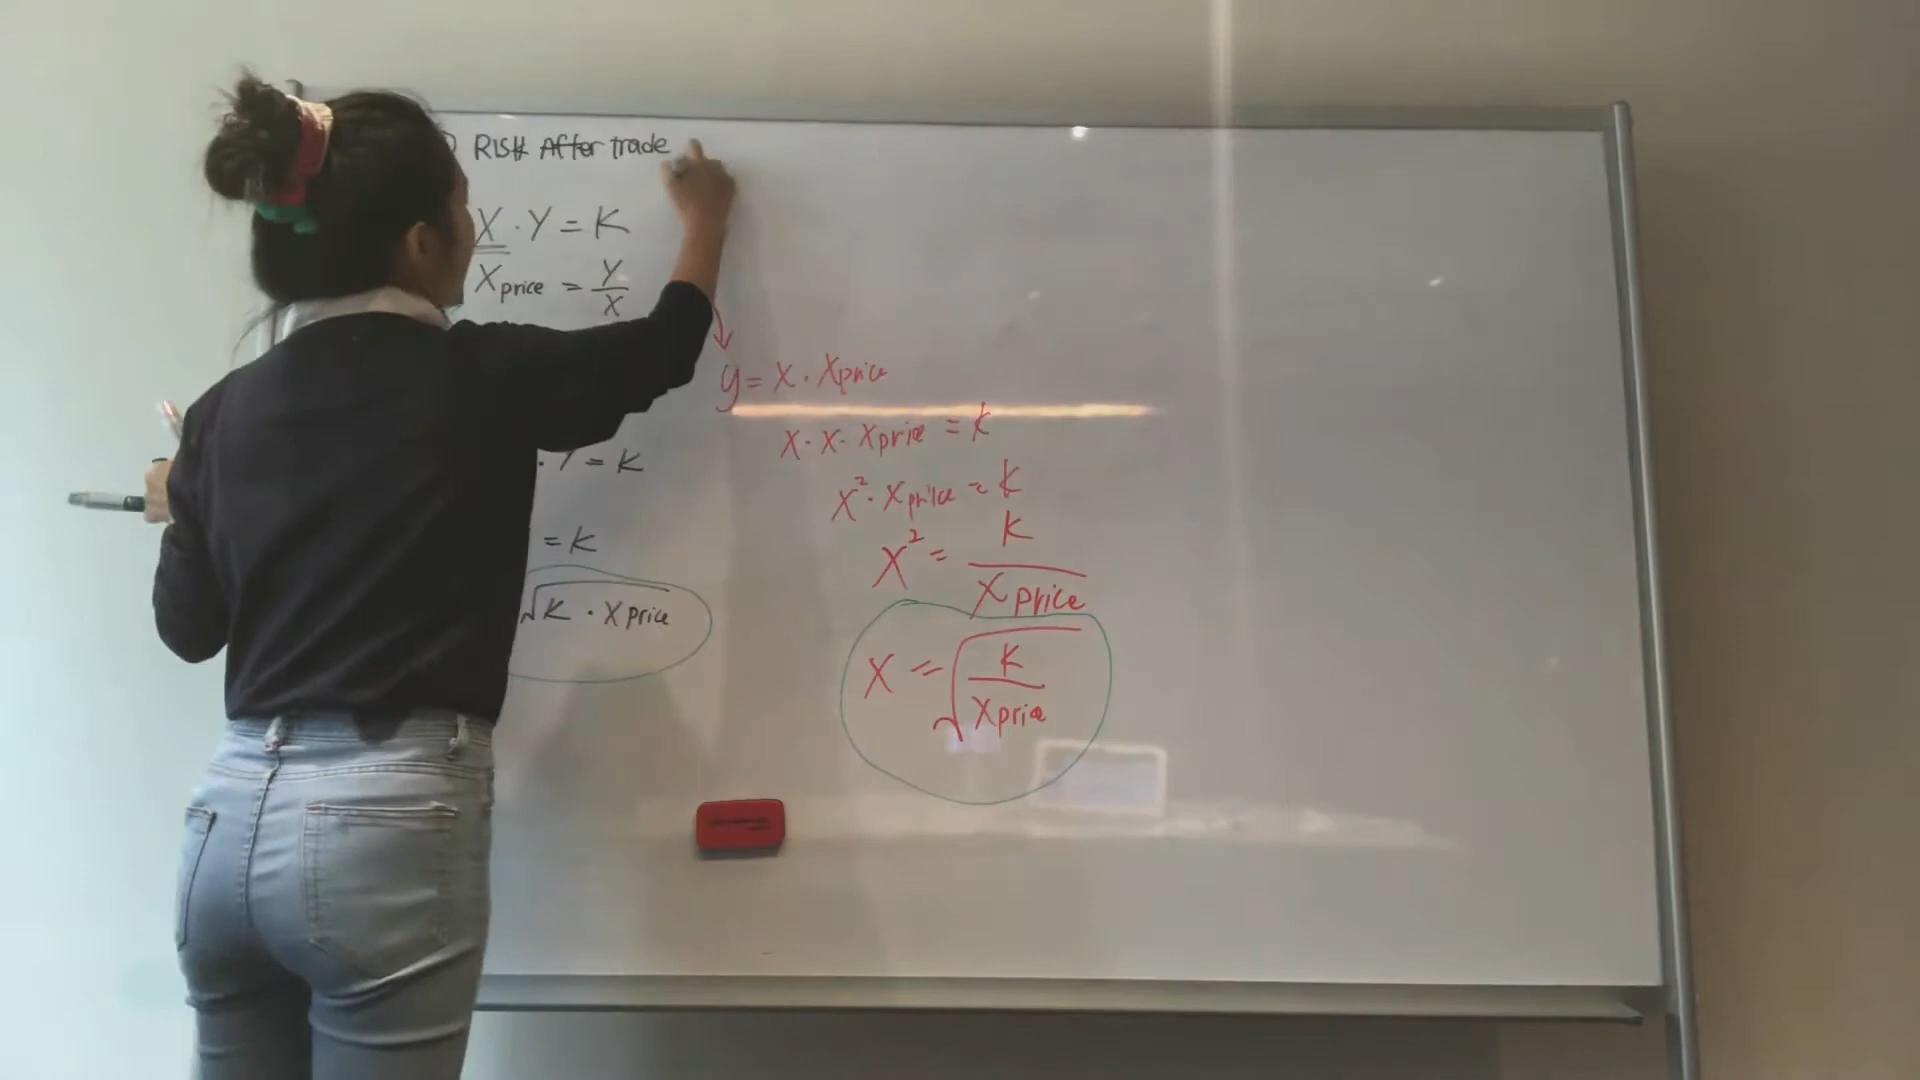 RISK After trade
X · Y = K
Xprice = Y/X
· Y = K
= K
√K · Xprice
y = X · Xprice
X · X · Xprice = K
X² · Xprice = K
X² = K/Xprice
X = √K/Xprice